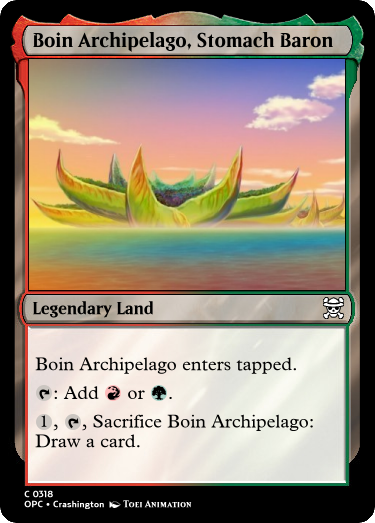 Boin Archipelago, Stomach Baron
Legendary Land
Boin Archipelago enters tapped.
: Add or .
1, , Sacrifice Boin Archipelago:
Draw a card.
C 0318
OPC • Crashington TOEI ANIMATION